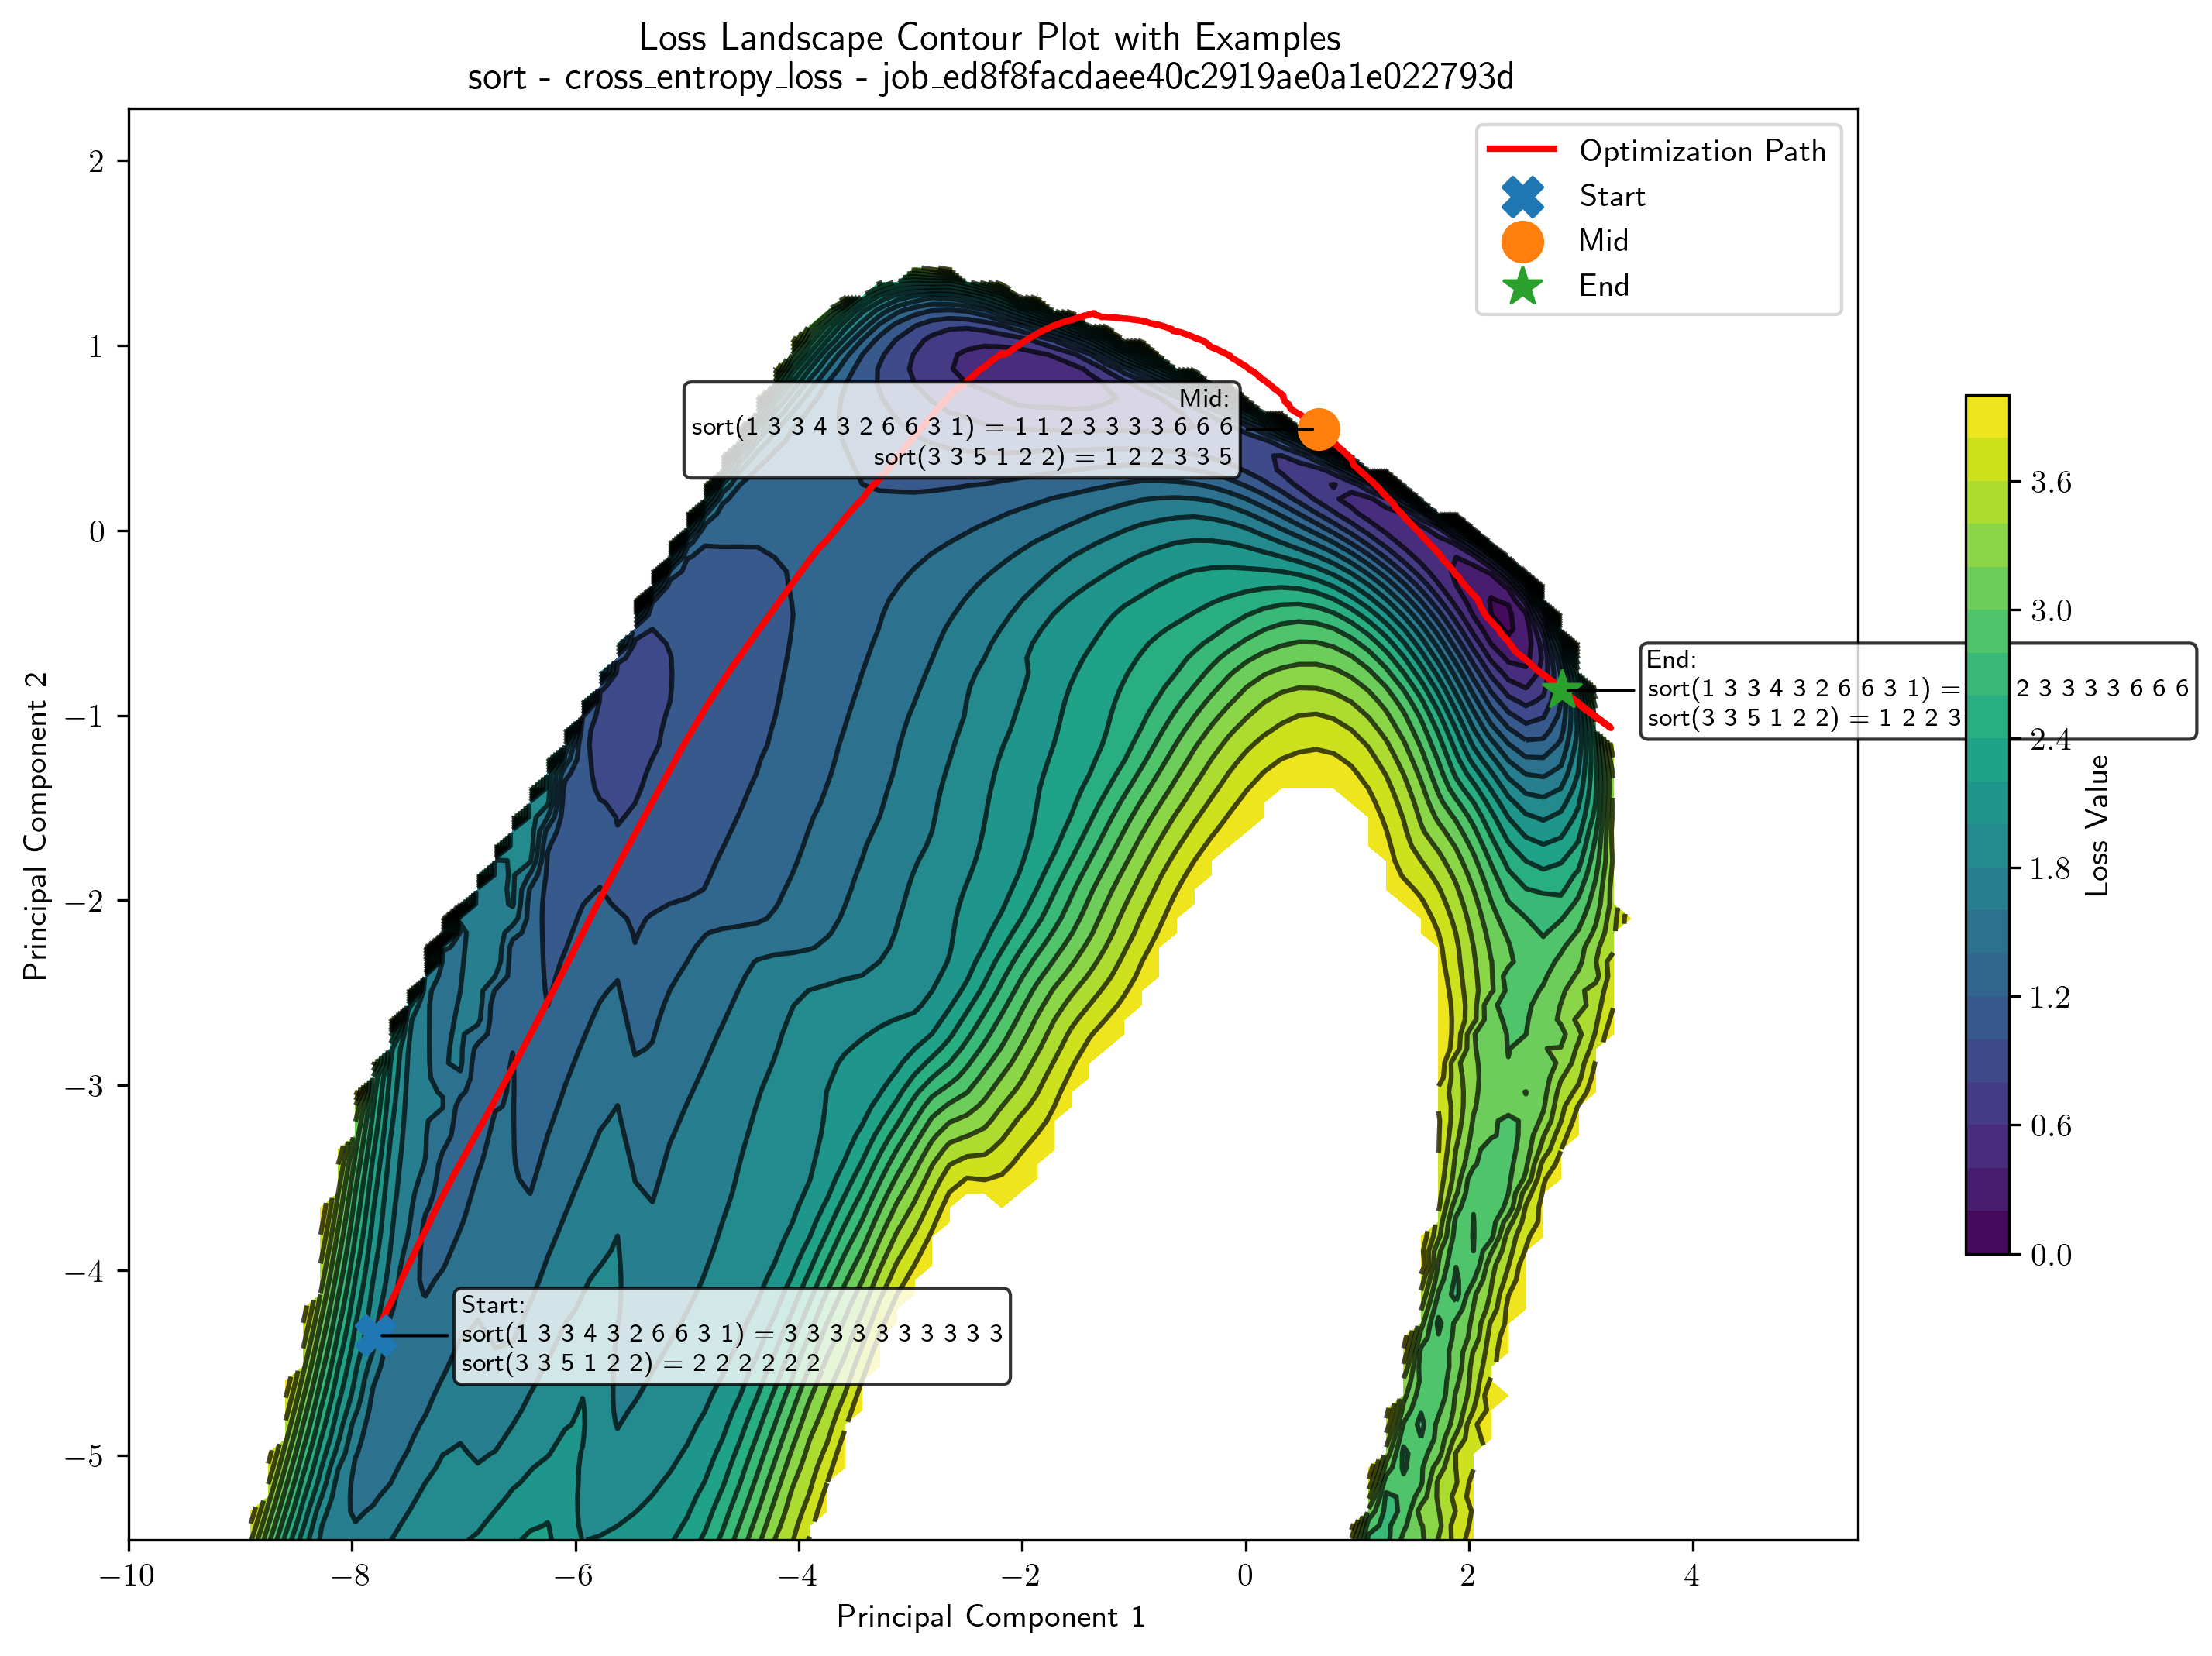 Loss Landscape Contour Plot with Examples
sort - cross_entropy_loss - job_ed8f8facdaee40c2919ae0a1e022793d
Optimization Path
Start
Mid
End
Mid:
sort(1 3 3 4 3 2 6 6 3 1) = 1 1 2 3 3 3 3 6 6 6
sort(3 3 5 1 2 2) = 1 2 2 3 3 5
End:
sort(1 3 3 4 3 2 6 6 3 1) = 2 3 3 3 3 6 6 6
sort(3 3 5 1 2 2) = 1 2 2 3
Start:
sort(1 3 3 4 3 2 6 6 3 1) = 3 3 3 3 3 3 3 3 3 3
sort(3 3 5 1 2 2) = 2 2 2 2 2 2
2
1
0
−1
−2
−3
−4
−5
Principal Component 2
−10
−8
−6
−4
−2
0
2
4
Principal Component 1
3.6
3.0
2.4
1.8
1.2
0.6
0.0
Loss Value